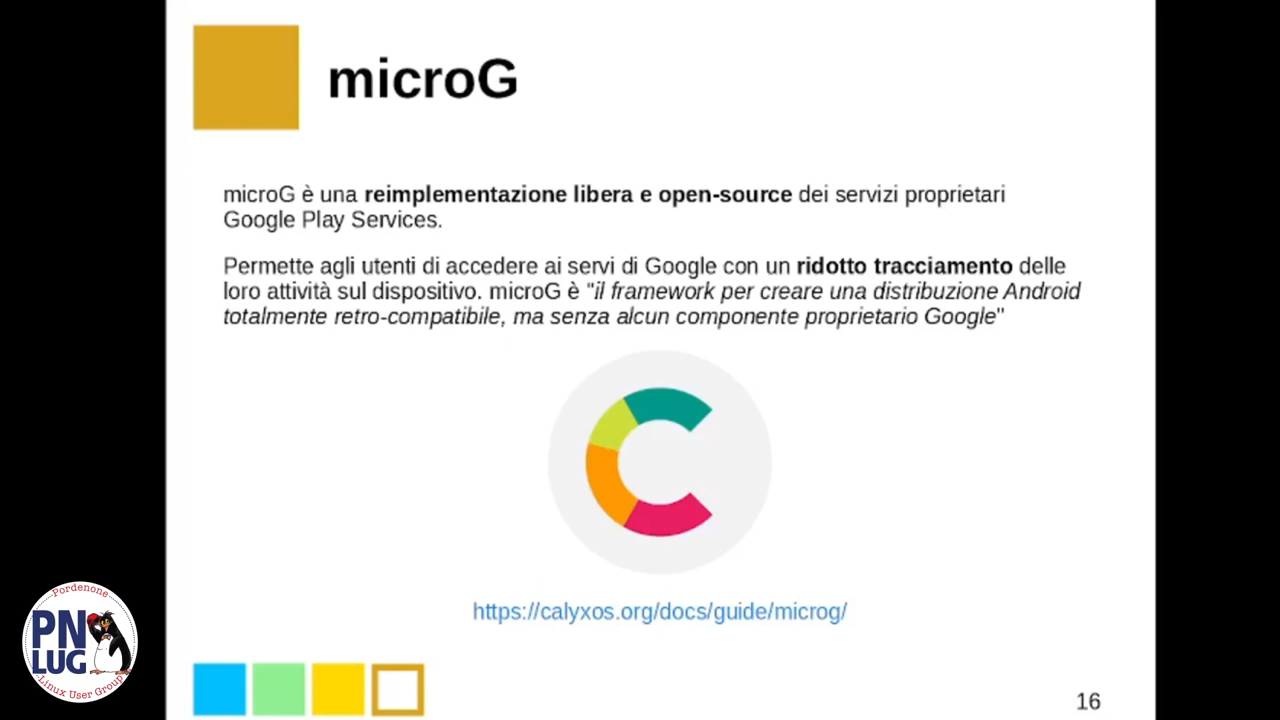 microG
microG è una reimplementazione libera e open-source dei servizi proprietari
Google Play Services.
Permette agli utenti di accedere ai servi di Google con un ridotto tracciamento delle
loro attività sul dispositivo. microG è "il framework per creare una distribuzione Android
totalmente retro-compatibile, ma senza alcun componente proprietario Google"
https://calyxos.org/docs/guide/microg/
Pordenone
PN
LUG
Linux User Group
16